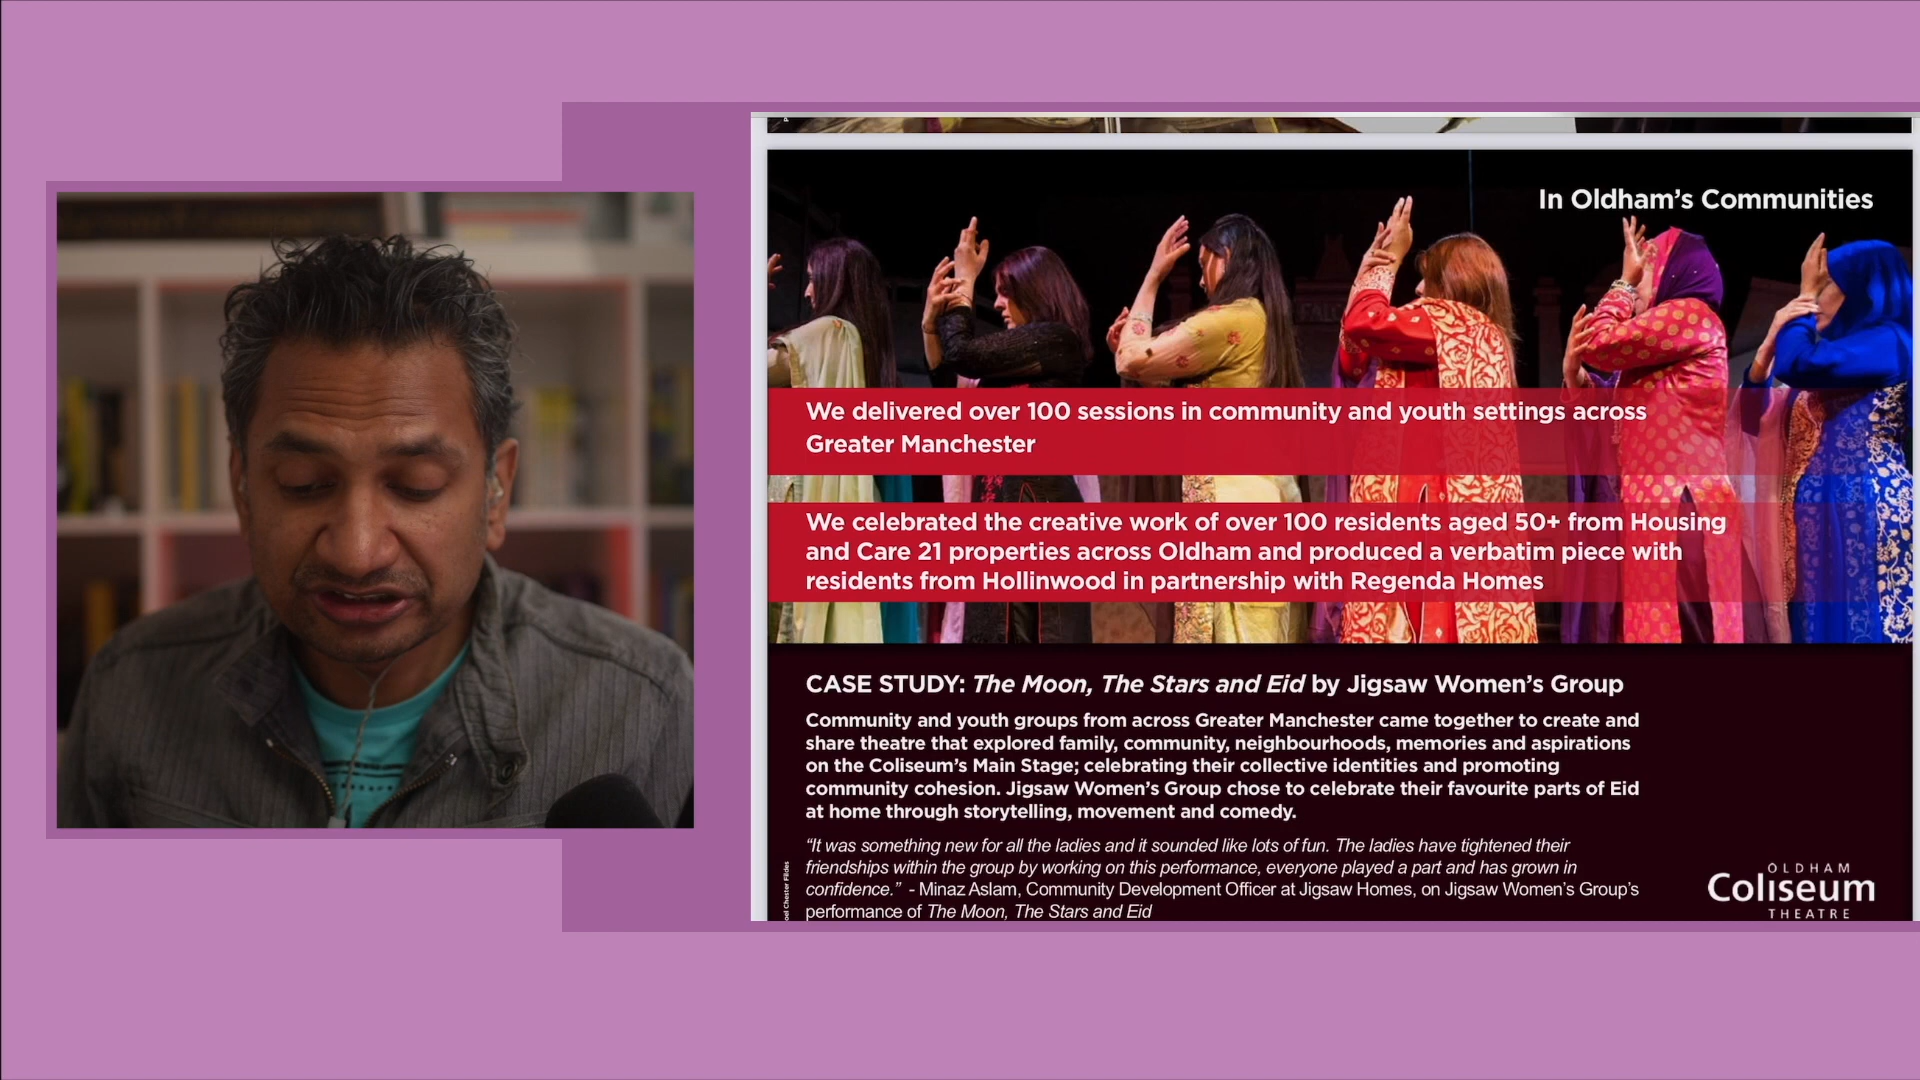 In Oldham's Communities
We delivered over 100 sessions in community and youth settings across
Greater Manchester
We celebrated the creative work of over 100 residents aged 50+ from Housing
and Care 21 properties across Oldham and produced a verbatim piece with
residents from Hollinwood in partnership with Regenda Homes
CASE STUDY: The Moon, The Stars and Eid by Jigsaw Women's Group
Community and youth groups from across Greater Manchester came together to create and
share theatre that explored family, community, neighbourhoods, memories and aspirations
on the Coliseum's Main Stage; celebrating their collective identities and promoting
community cohesion. Jigsaw Women's Group chose to celebrate their favourite parts of Eid
at home through storytelling, movement and comedy.
"It was something new for all the ladies and it sounded like lots of fun. The ladies have tightened their
friendships within the group by working on this performance, everyone played a part and has grown in
confidence." - Minaz Aslam, Community Development Officer at Jigsaw Homes, on Jigsaw Women's Group's
performance of The Moon, The Stars and Eid
OLDHAM
Coliseum
THEATRE
Chester Fildes